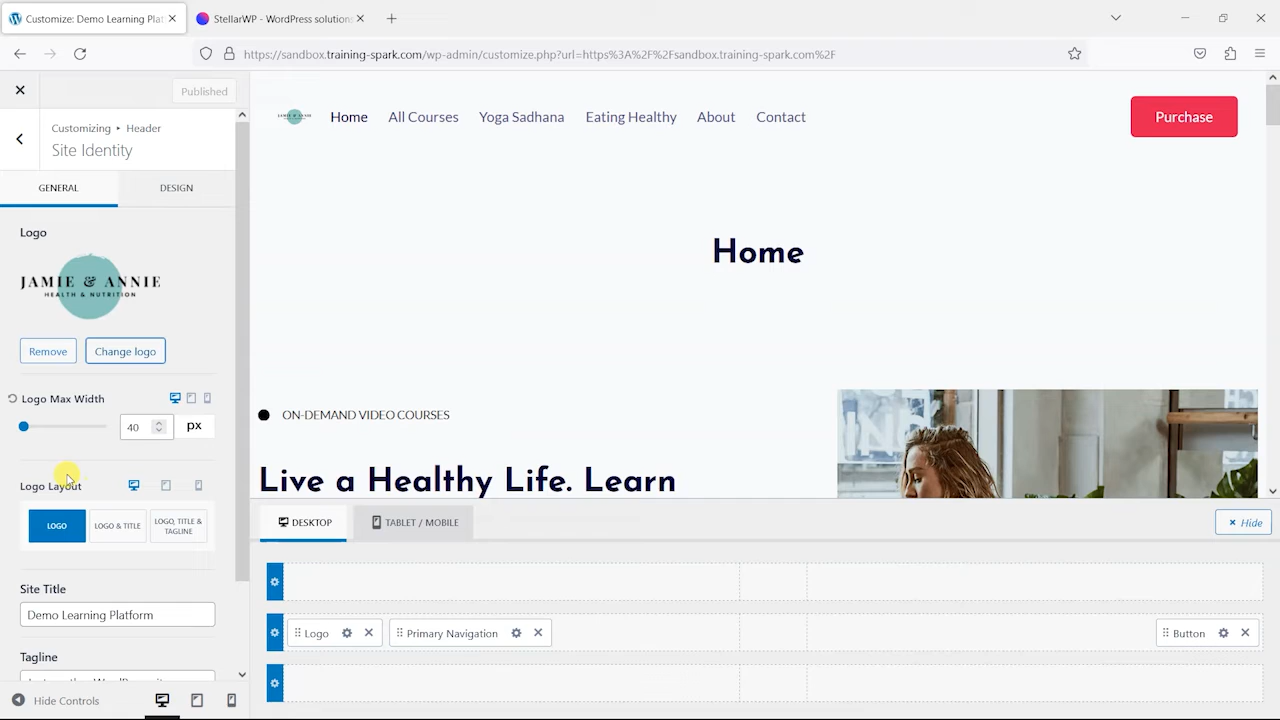 Customize: Demo Learning Plat
StellarWP - WordPress solutions
https://sandbox.training-spark.com/wp-admin/customize.php?url=https%3A%2F%2Fsandbox.training-spark.com%2F
Published
Customizing ▸ Header
Site Identity
GENERAL
DESIGN
Logo
JAMIE & ANNIE
HEALTH & NUTRITION
Remove
Change logo
Logo Max Width
40
px
Logo Layout
LOGO
LOGO & TITLE
LOGO, TITLE &
TAGLINE
Site Title
Demo Learning Platform
Tagline
Hide Controls
JAMIE & ANNIE
Home
All Courses
Yoga Sadhana
Eating Healthy
About
Contact
Purchase
Home
ON-DEMAND VIDEO COURSES
Live a Healthy Life. Learn
DESKTOP
TABLET / MOBILE
× Hide
Logo
Primary Navigation
Button